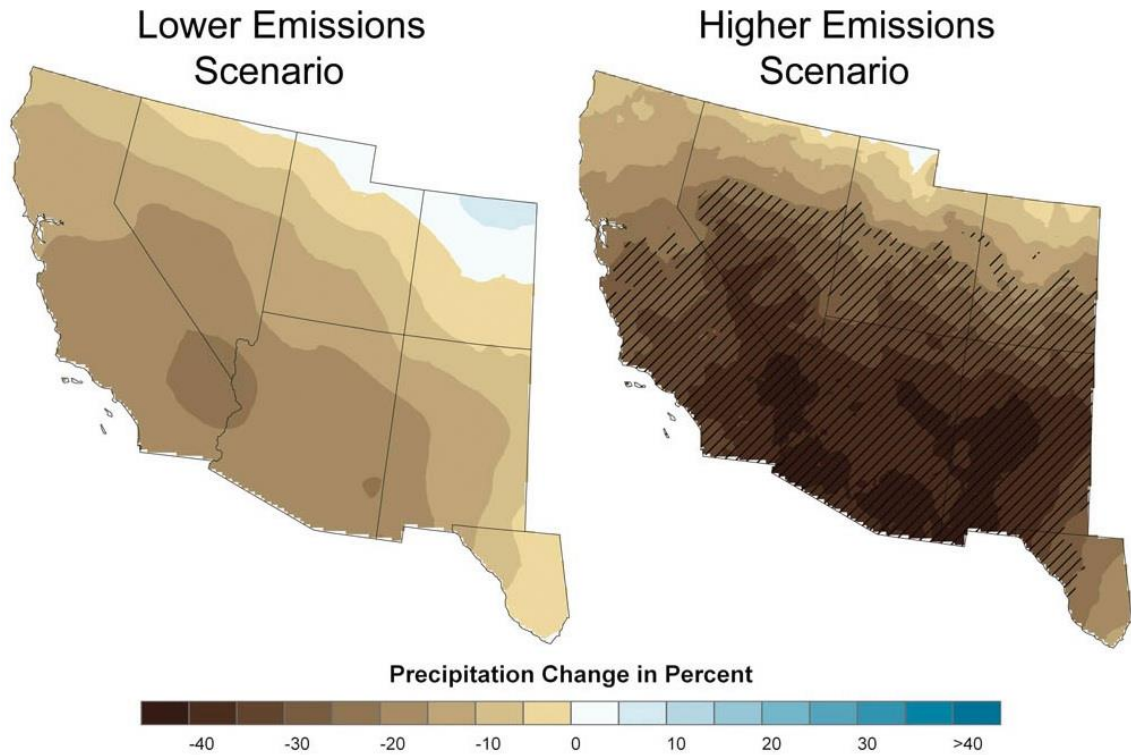 Lower Emissions
Scenario
Higher Emissions
Scenario
Precipitation Change in Percent
-40 -30 -20 -10 0 10 20 30 >40